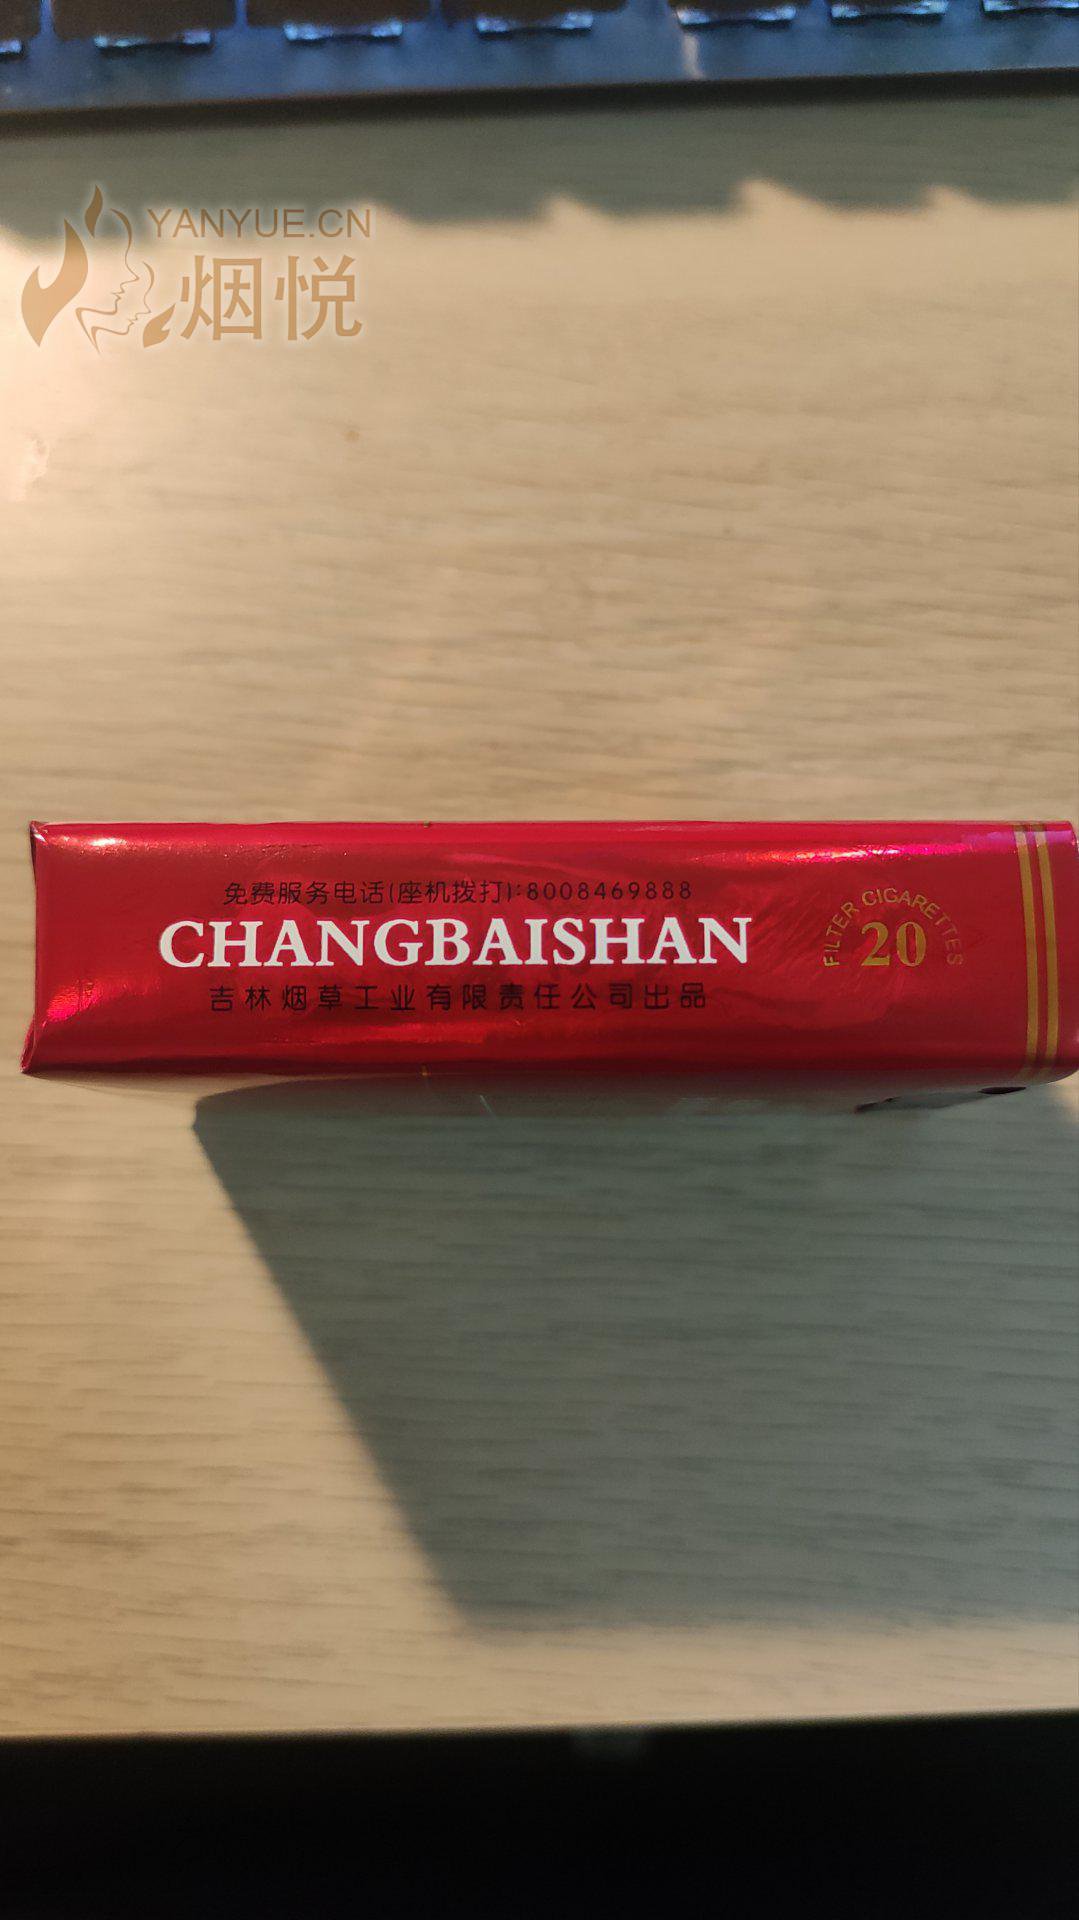 YANYUE.CN
烟悦
免费服务电话(座机拨打):8008469888
CHANGBAISHAN
吉林烟草工业有限责任公司出品
FILTER CIGARETTES
20